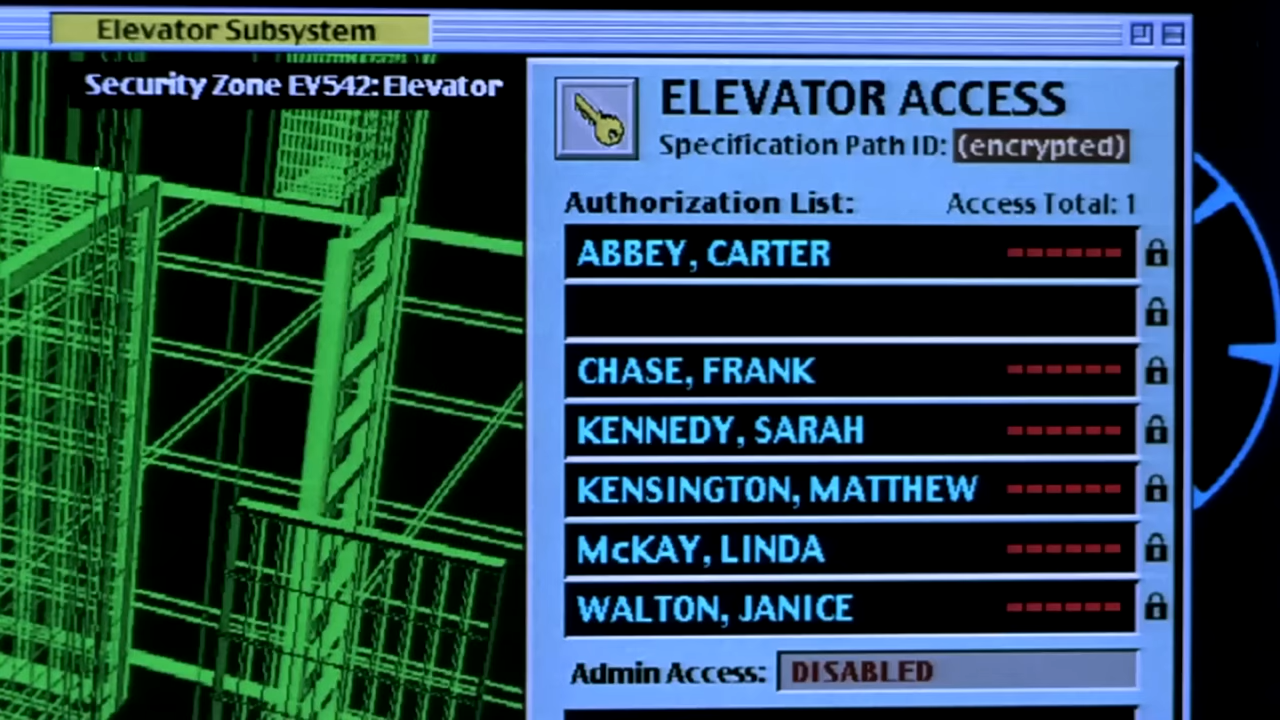 Elevator Subsystem
Security Zone EV542: Elevator
ELEVATOR ACCESS
Specification Path ID: (encrypted)
Authorization List: Access Total: 1
ABBEY, CARTER ------
CHASE, FRANK ------
KENNEDY, SARAH ------
KENSINGTON, MATTHEW ------
McKAY, LINDA ------
WALTON, JANICE ------
Admin Access: DISABLED